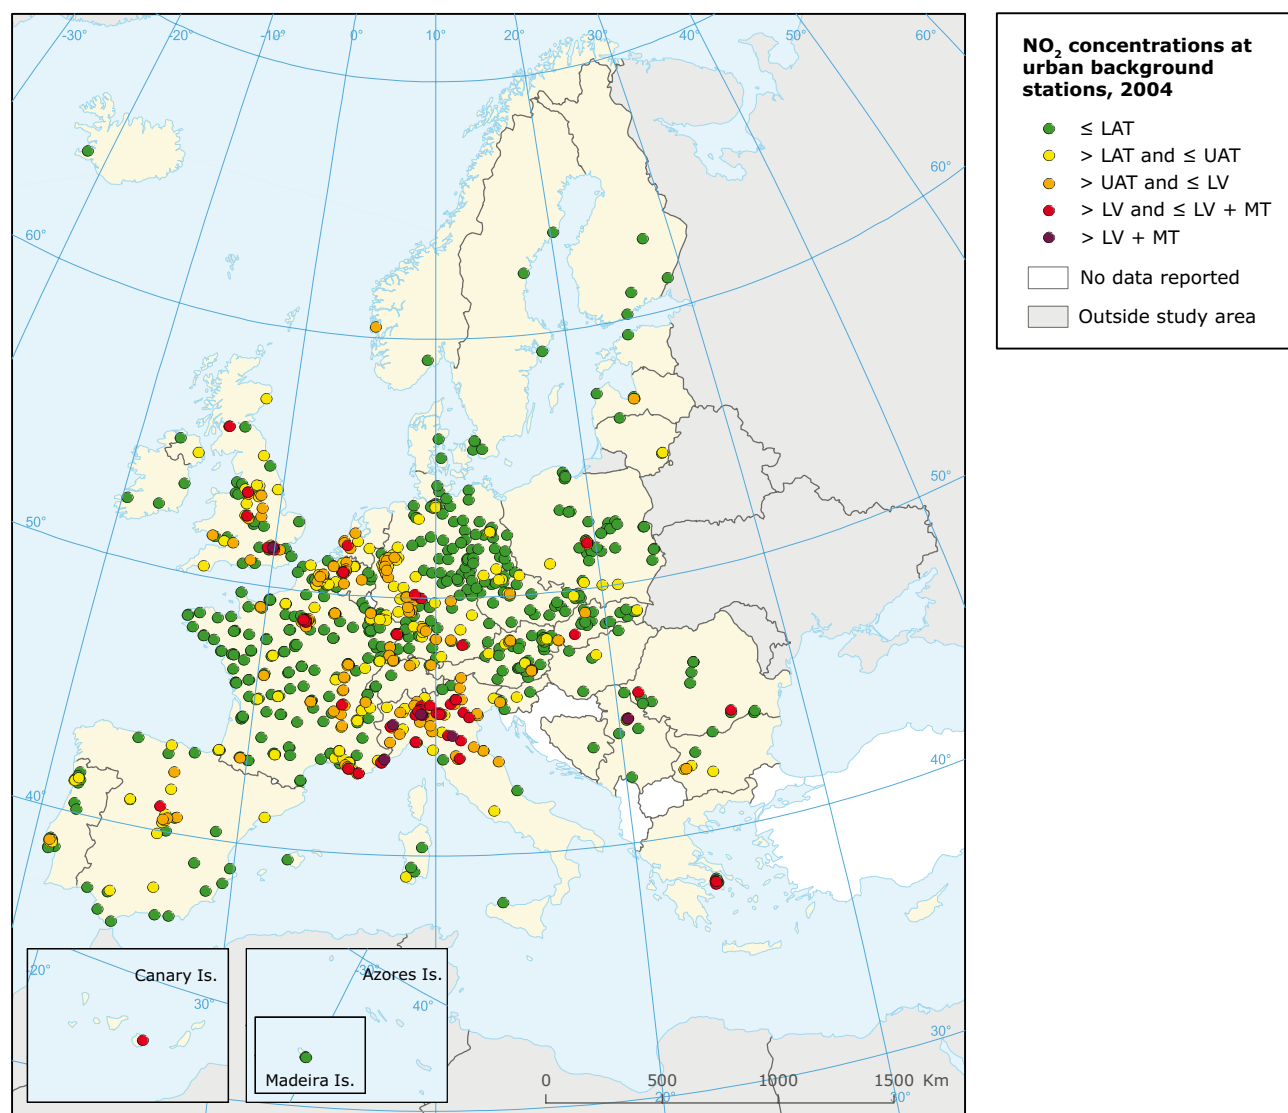 -30°
-20°
-10°
0°
10°
20°
30°
40°
50°
60°
60°
60°
50°
50°
40°
40°
30°
20°
30°
Canary Is.
-20°
30°
Azores Is.
-30°
40°
Madeira Is.
0 500 1000 1500 Km
NO₂ concentrations at
urban background
stations, 2004
≤ LAT
> LAT and ≤ UAT
> UAT and ≤ LV
> LV and ≤ LV + MT
> LV + MT
No data reported
Outside study area